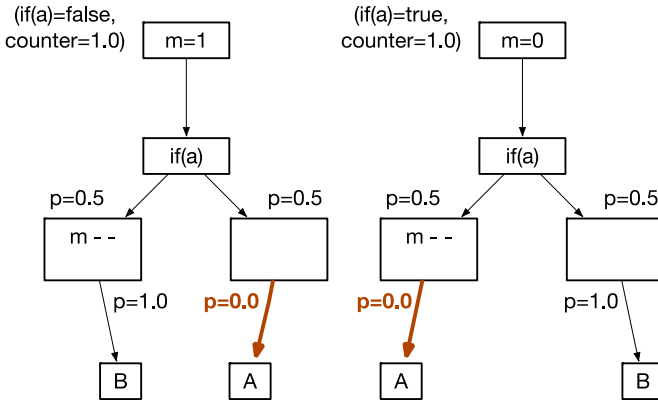 (if(a)=false,
counter=1.0)
m=1
if(a)
p=0.5
p=0.5
m - -
p=1.0
p=0.0
B
A
(if(a)=true,
counter=1.0)
m=0
if(a)
p=0.5
p=0.5
m - -
p=0.0
p=1.0
A
B